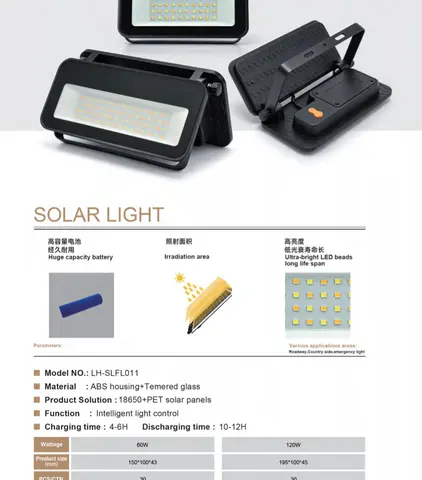 SOLAR LIGHT
高容量电池
经久耐用
Huge capacity battery
照射面积
Irradiation area
高亮度
低光衰寿命长
Ultra-bright LED beads
long life span
Parameters:
Various applications areas:
Roadway.Country side.emergency light
Model NO.: LH-SLFL011
Material : ABS housing+Temered glass
Product Solution : 18650+PET solar panels
Function : Intelligent light control
Charging time : 4-6H Discharging time : 10-12H
Wattage 60W 120W
Product size
(mm) 150*100*43 195*100*45
PCS/CTN 30 30